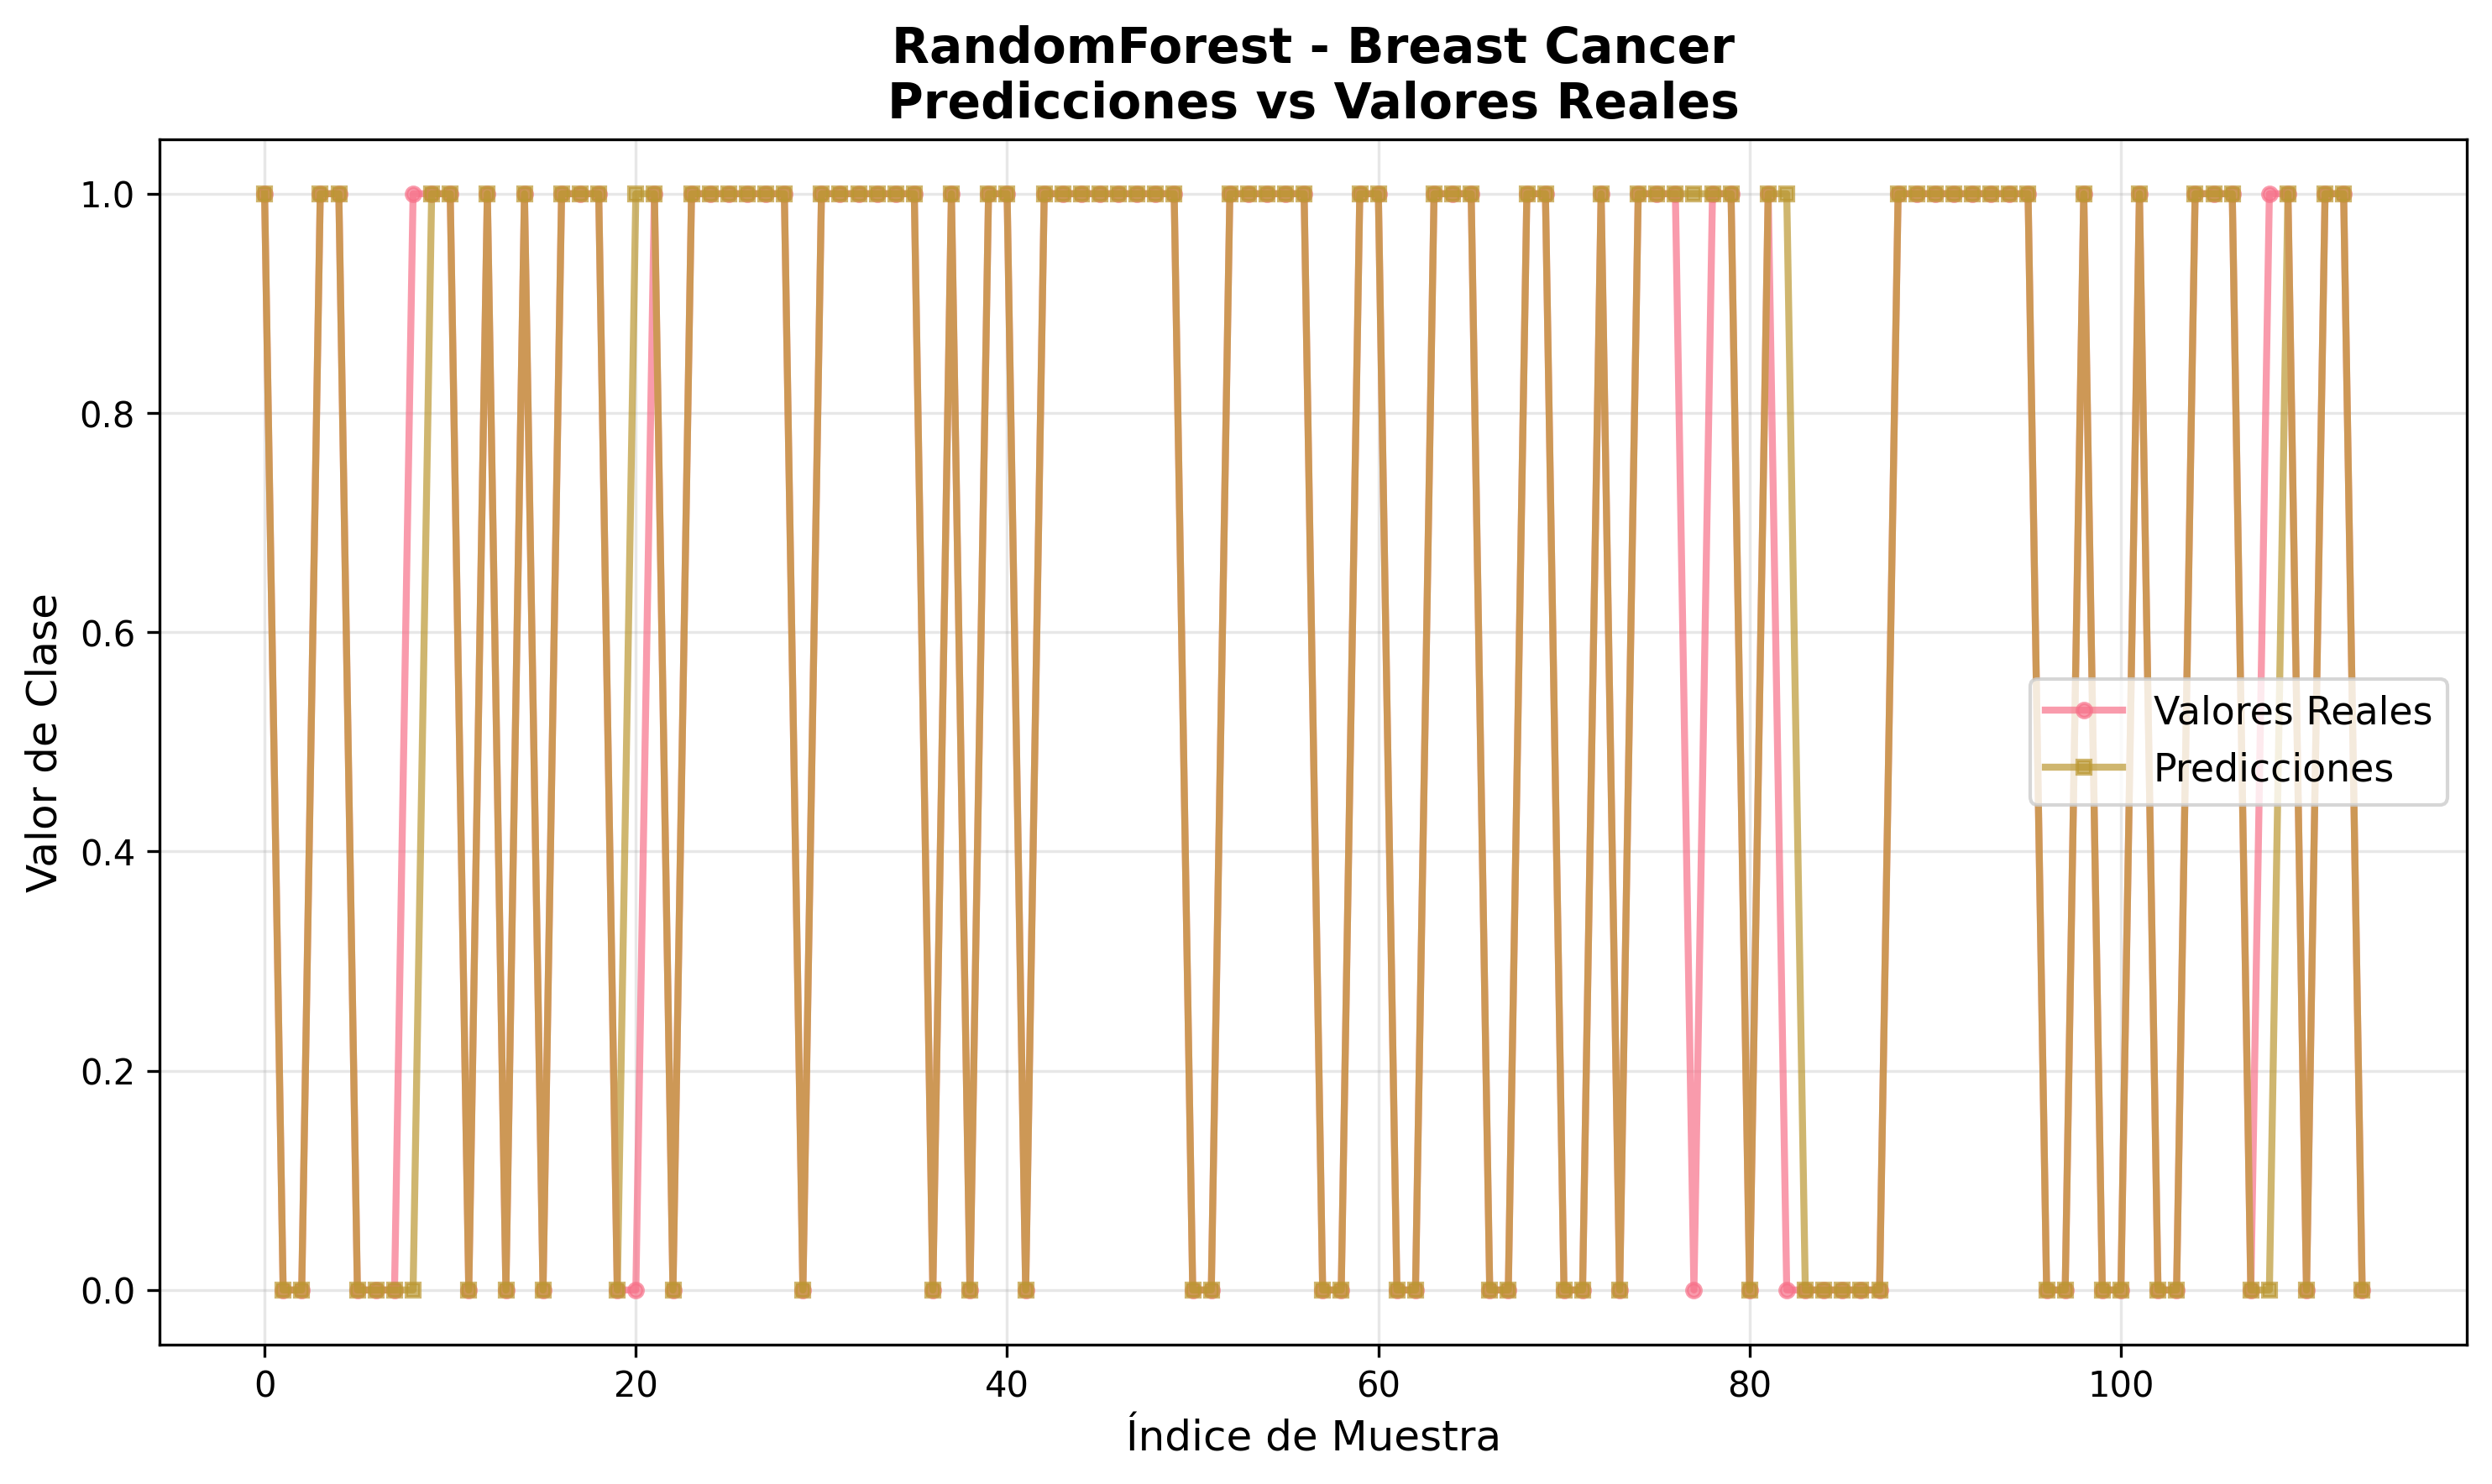 RandomForest - Breast Cancer
Predicciones vs Valores Reales
Valor de Clase
1.0
0.8
0.6
0.4
0.2
0.0
Valores Reales
Predicciones
0 20 40 60 80 100
Índice de Muestra